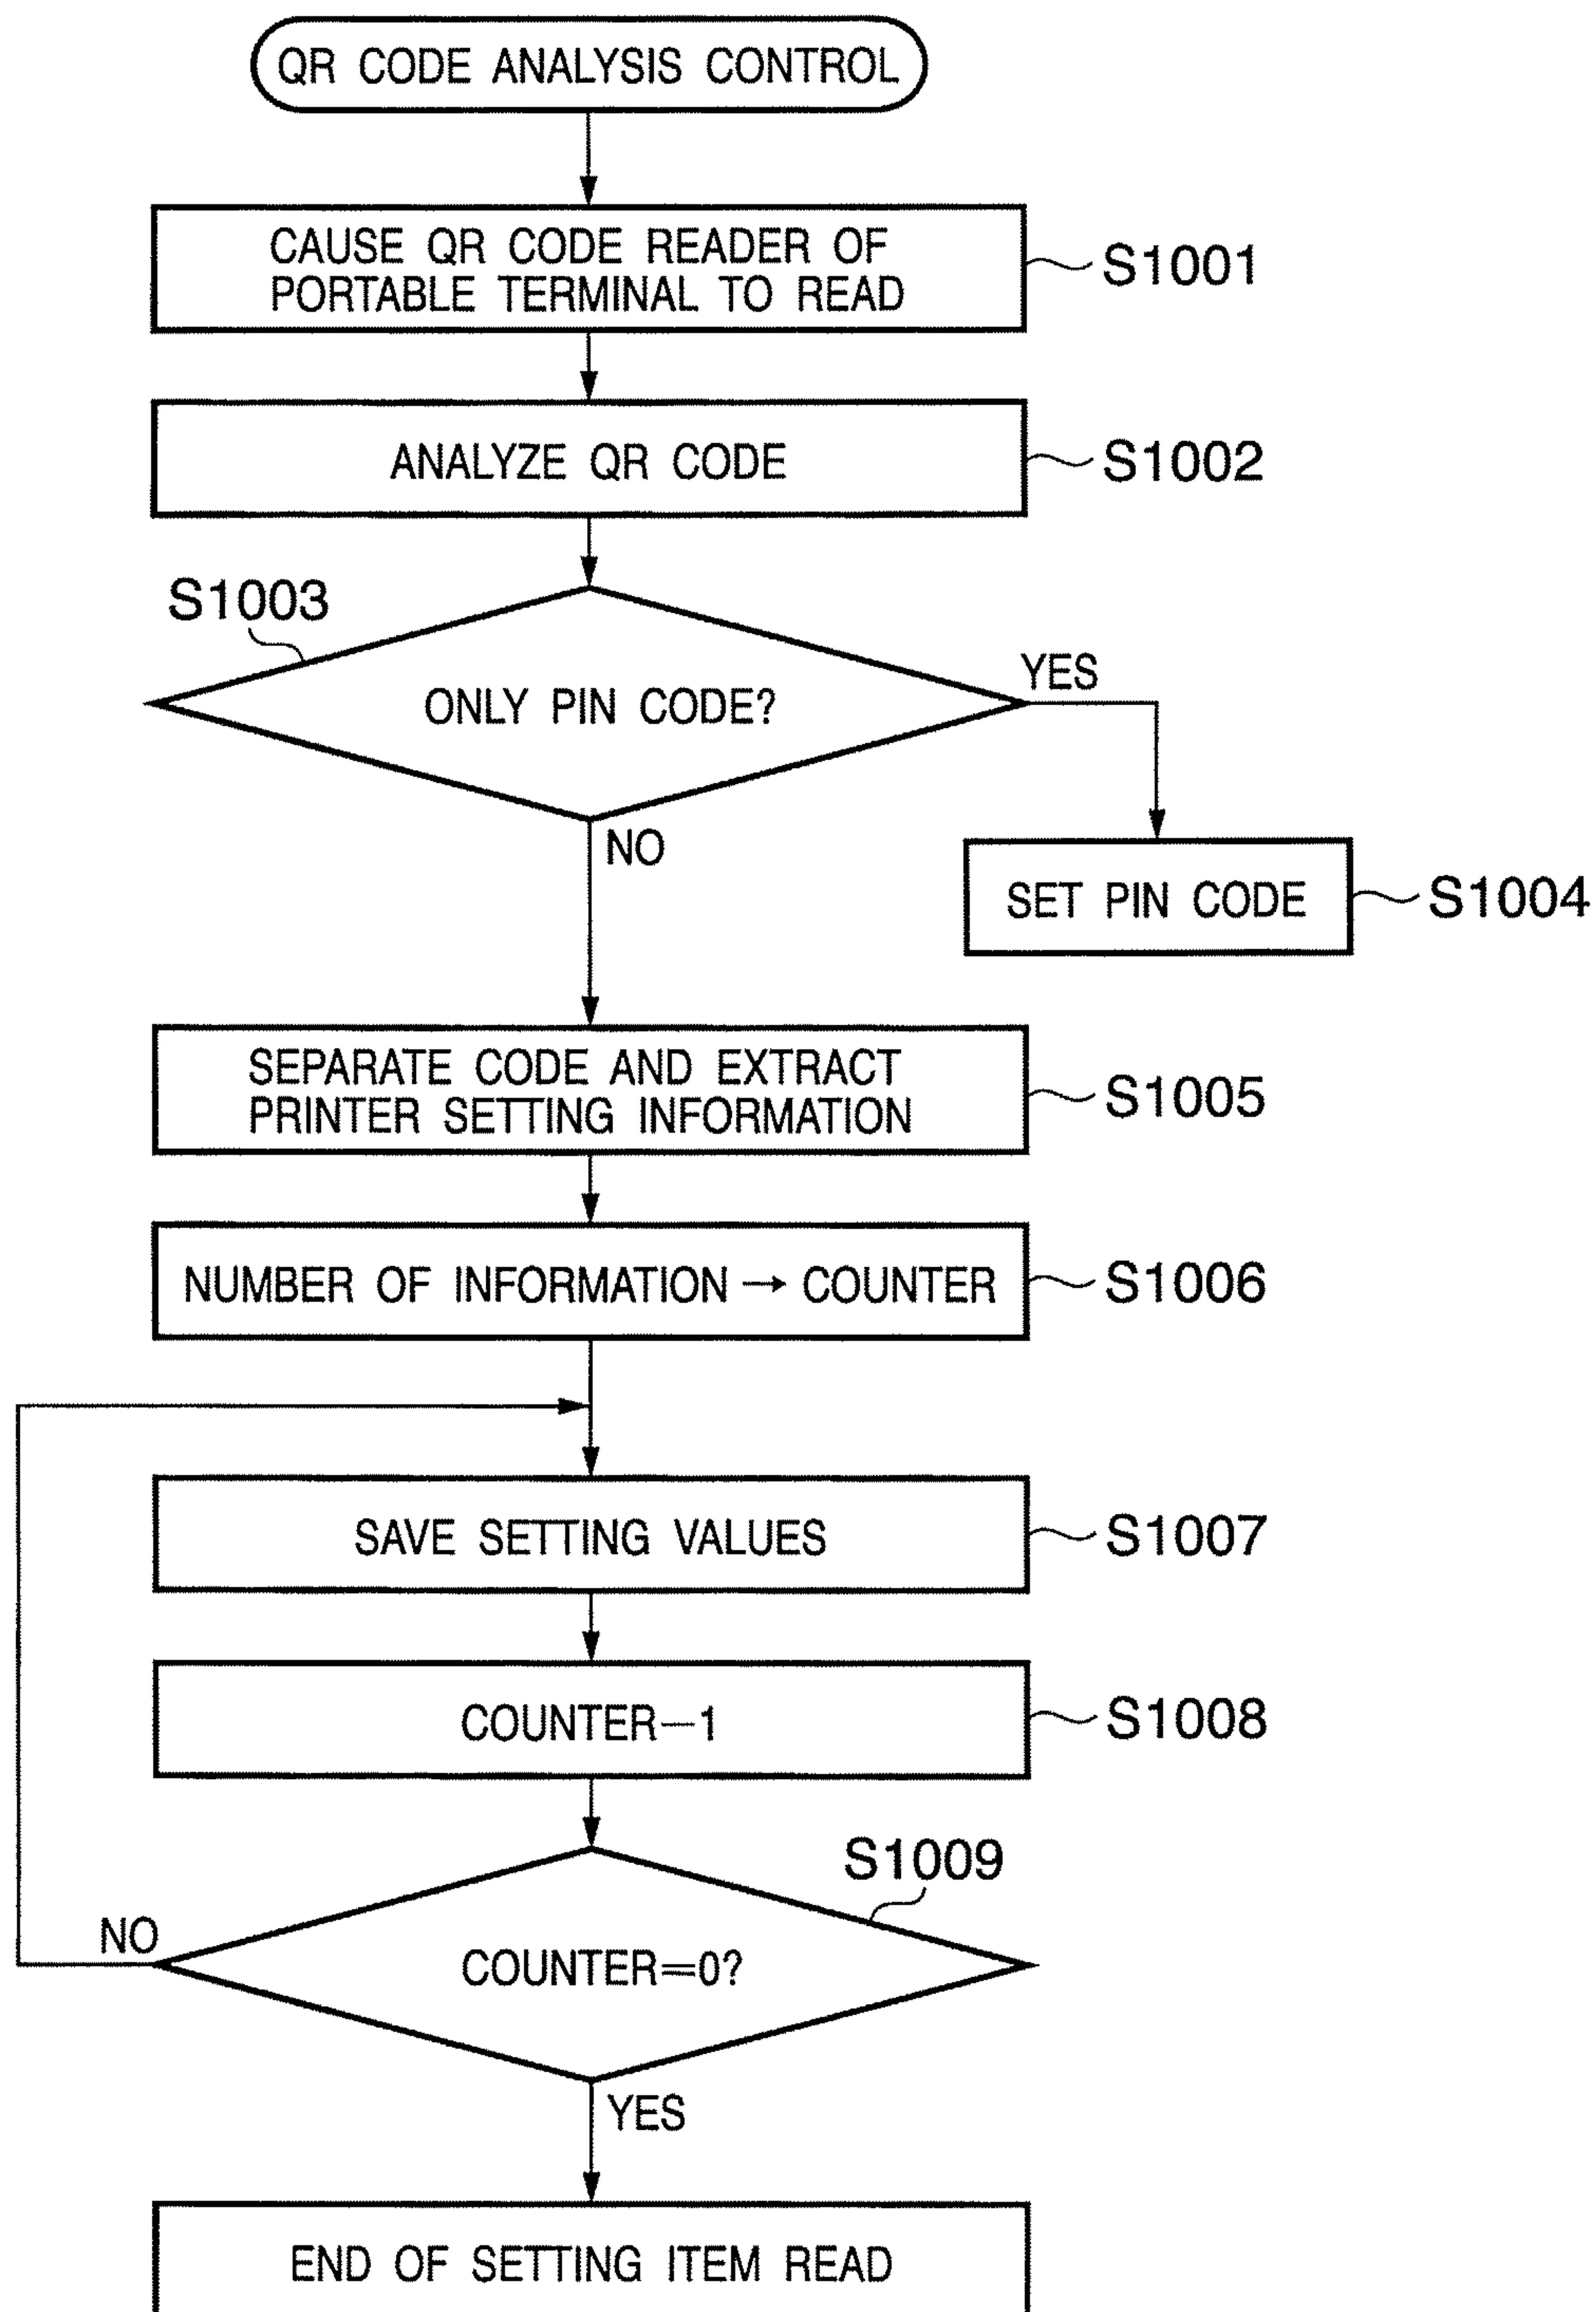 QR CODE ANALYSIS CONTROL
CAUSE QR CODE READER OF
PORTABLE TERMINAL TO READ
S1001
ANALYZE QR CODE
S1002
S1003
ONLY PIN CODE?
YES
NO
SET PIN CODE
S1004
SEPARATE CODE AND EXTRACT
PRINTER SETTING INFORMATION
S1005
NUMBER OF INFORMATION → COUNTER
S1006
SAVE SETTING VALUES
S1007
COUNTER－1
S1008
S1009
NO
COUNTER=0?
YES
END OF SETTING ITEM READ